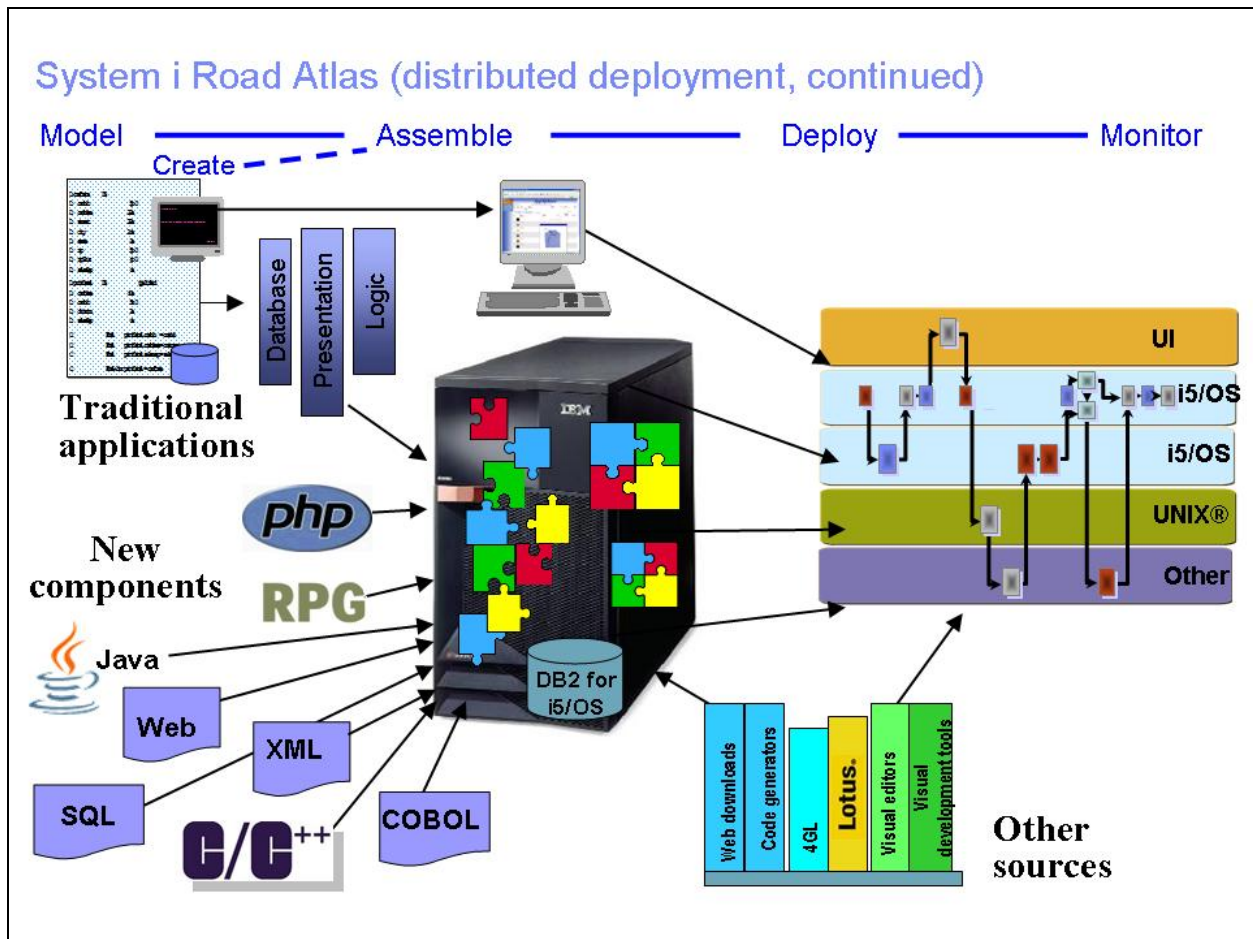 System i Road Atlas (distributed deployment, continued)
Model
Assemble
Deploy
Monitor
Create
Database
Presentation
Logic
Traditional
applications
IBM
UI
i5/OS
i5/OS
UNIX®
Other
php
New
components
RPG
Java
Web
XML
SQL
C/C++
COBOL
DB2 for
i5/OS
Web downloads
Code generators
4GL
Lotus.
Visual editors
Visual
development tools
Other
sources